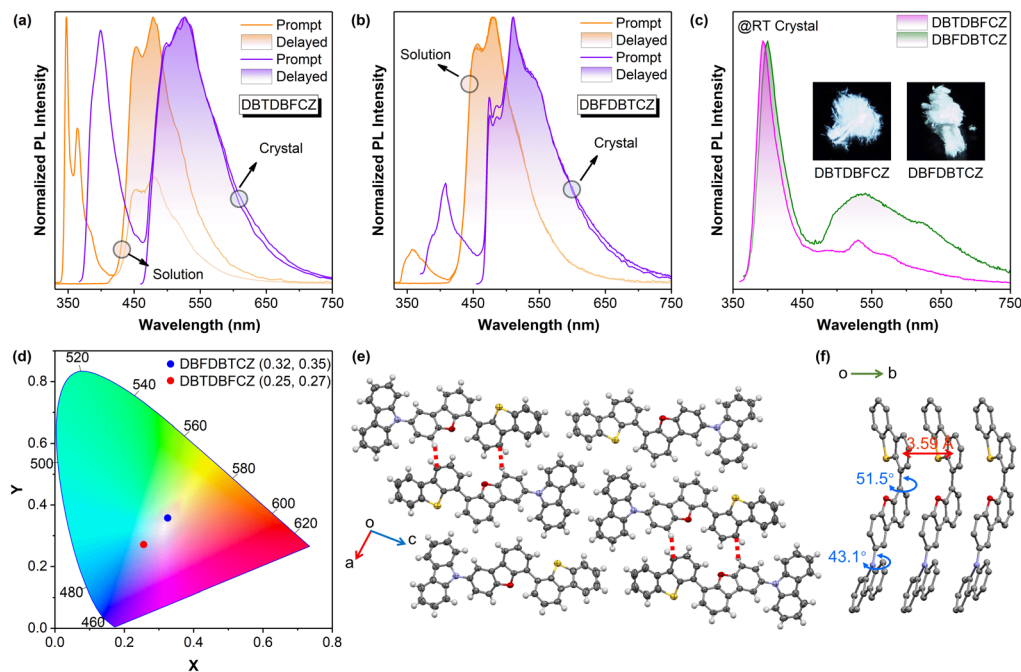 (a)
Prompt
Delayed
Prompt
Delayed
DBTDBFCZ
Crystal
Solution
Normalized PL Intensity
330 450 550 650 750
Wavelength (nm)
(b)
Prompt
Delayed
Prompt
Delayed
DBFDBTCZ
Solution
Crystal
Normalized PL Intensity
330 450 550 650 750
Wavelength (nm)
(c)
@RT Crystal
DBTDBFCZ
DBFDBTCZ
DBTDBFCZ
DBFDBTCZ
Normalized PL Intensity
330 450 550 650 750
Wavelength (nm)
(d)
DBFDBTCZ (0.32, 0.35)
DBTDBFCZ (0.25, 0.27)
520
540
560
580
600
620
500
480
460
0.8
0.6
0.4
0.2
0.0
Y
0.0 0.2 0.4 0.6 0.8
X
(e)
o
a
c
(f)
o
b
3.59 Å
51.5°
43.1°